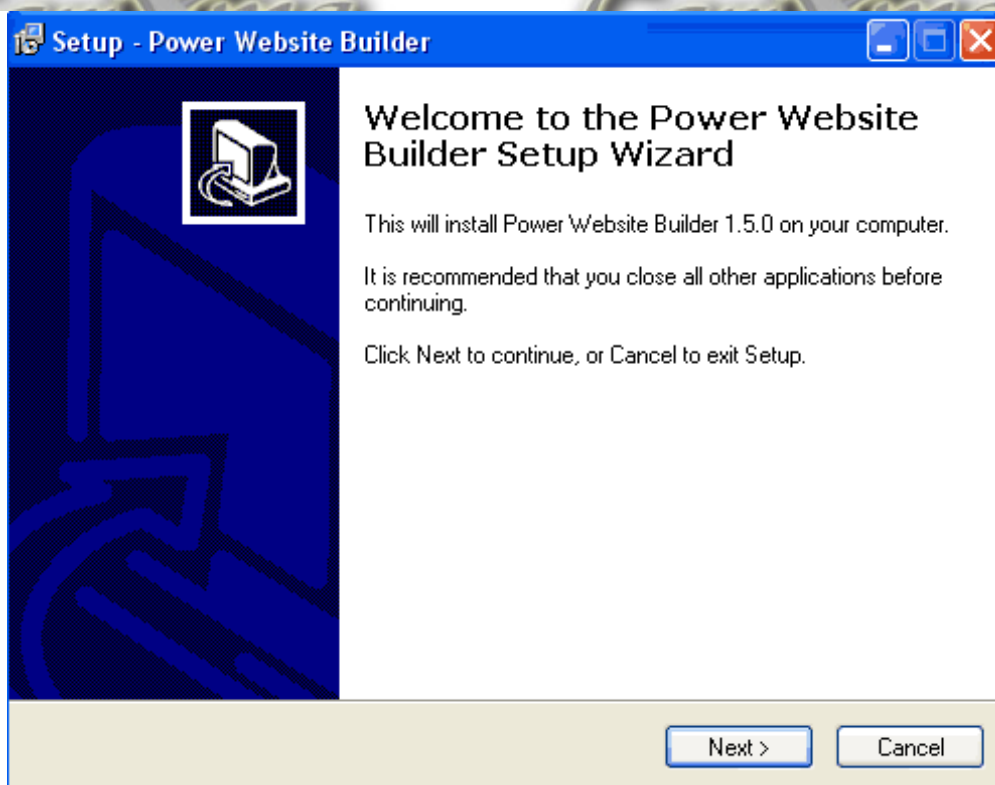 Setup - Power Website Builder
Welcome to the Power Website
Builder Setup Wizard
This will install Power Website Builder 1.5.0 on your computer.
It is recommended that you close all other applications before
continuing.
Click Next to continue, or Cancel to exit Setup.
Next >
Cancel